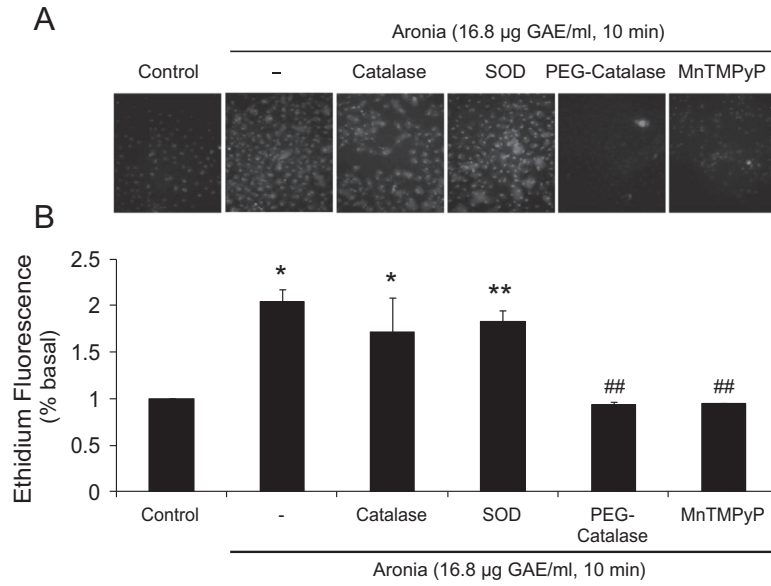 A
Aronia (16.8 µg GAE/ml, 10 min)
Control – Catalase SOD PEG-Catalase MnTMPyP
B
Ethidium Fluorescence
(% basal)
2.5
2
1.5
1
0.5
0
* * ** ## ##
Control - Catalase SOD PEG- MnTMPyP
Catalase
Aronia (16.8 µg GAE/ml, 10 min)